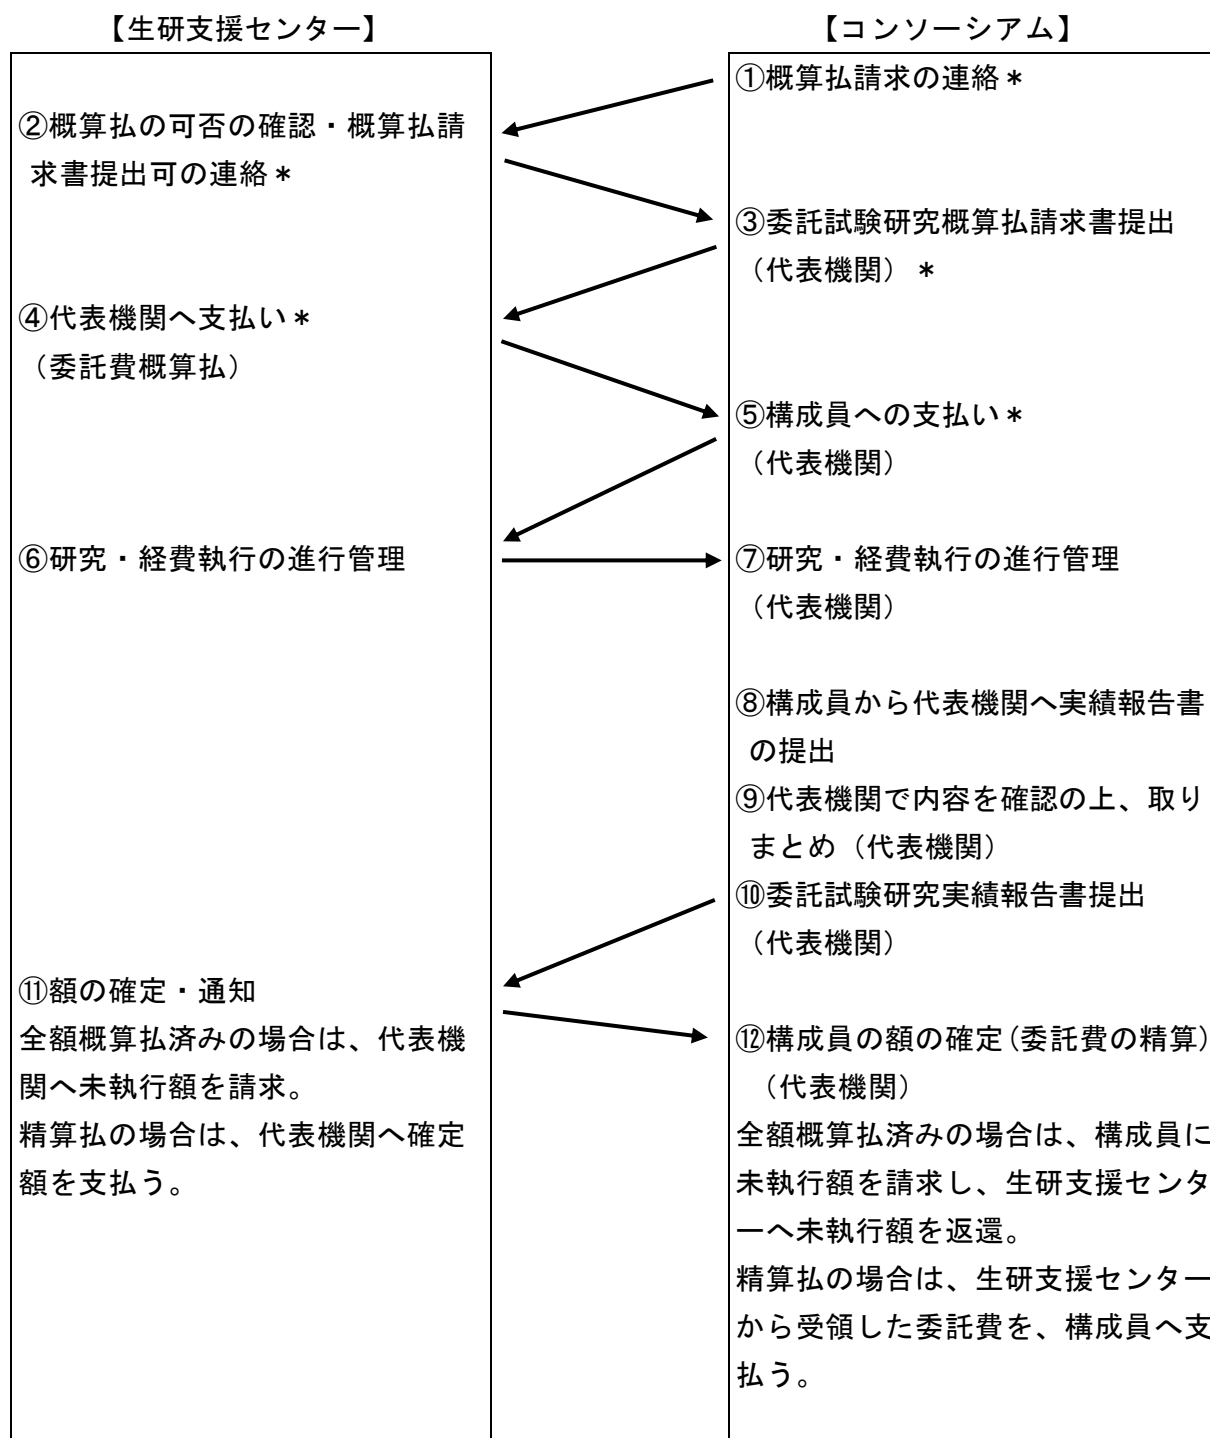 【生研支援センター】
【コンソーシアム】
①概算払請求の連絡＊
②概算払の可否の確認・概算払請
求書提出可の連絡＊
③委託試験研究概算払請求書提出
（代表機関）＊
④代表機関へ支払い＊
（委託費概算払）
⑤構成員への支払い＊
（代表機関）
⑥研究・経費執行の進行管理
⑦研究・経費執行の進行管理
（代表機関）
⑧構成員から代表機関へ実績報告書
の提出
⑨代表機関で内容を確認の上、取り
まとめ（代表機関）
⑩委託試験研究実績報告書提出
（代表機関）
⑪額の確定・通知
全額概算払済みの場合は、代表機
関へ未執行額を請求。
精算払の場合は、代表機関へ確定
額を支払う。
⑫構成員の額の確定（委託費の精算）
（代表機関）
全額概算払済みの場合は、構成員に
未執行額を請求し、生研支援センタ
ーへ未執行額を返還。
精算払の場合は、生研支援センター
から受領した委託費を、構成員へ支
払う。